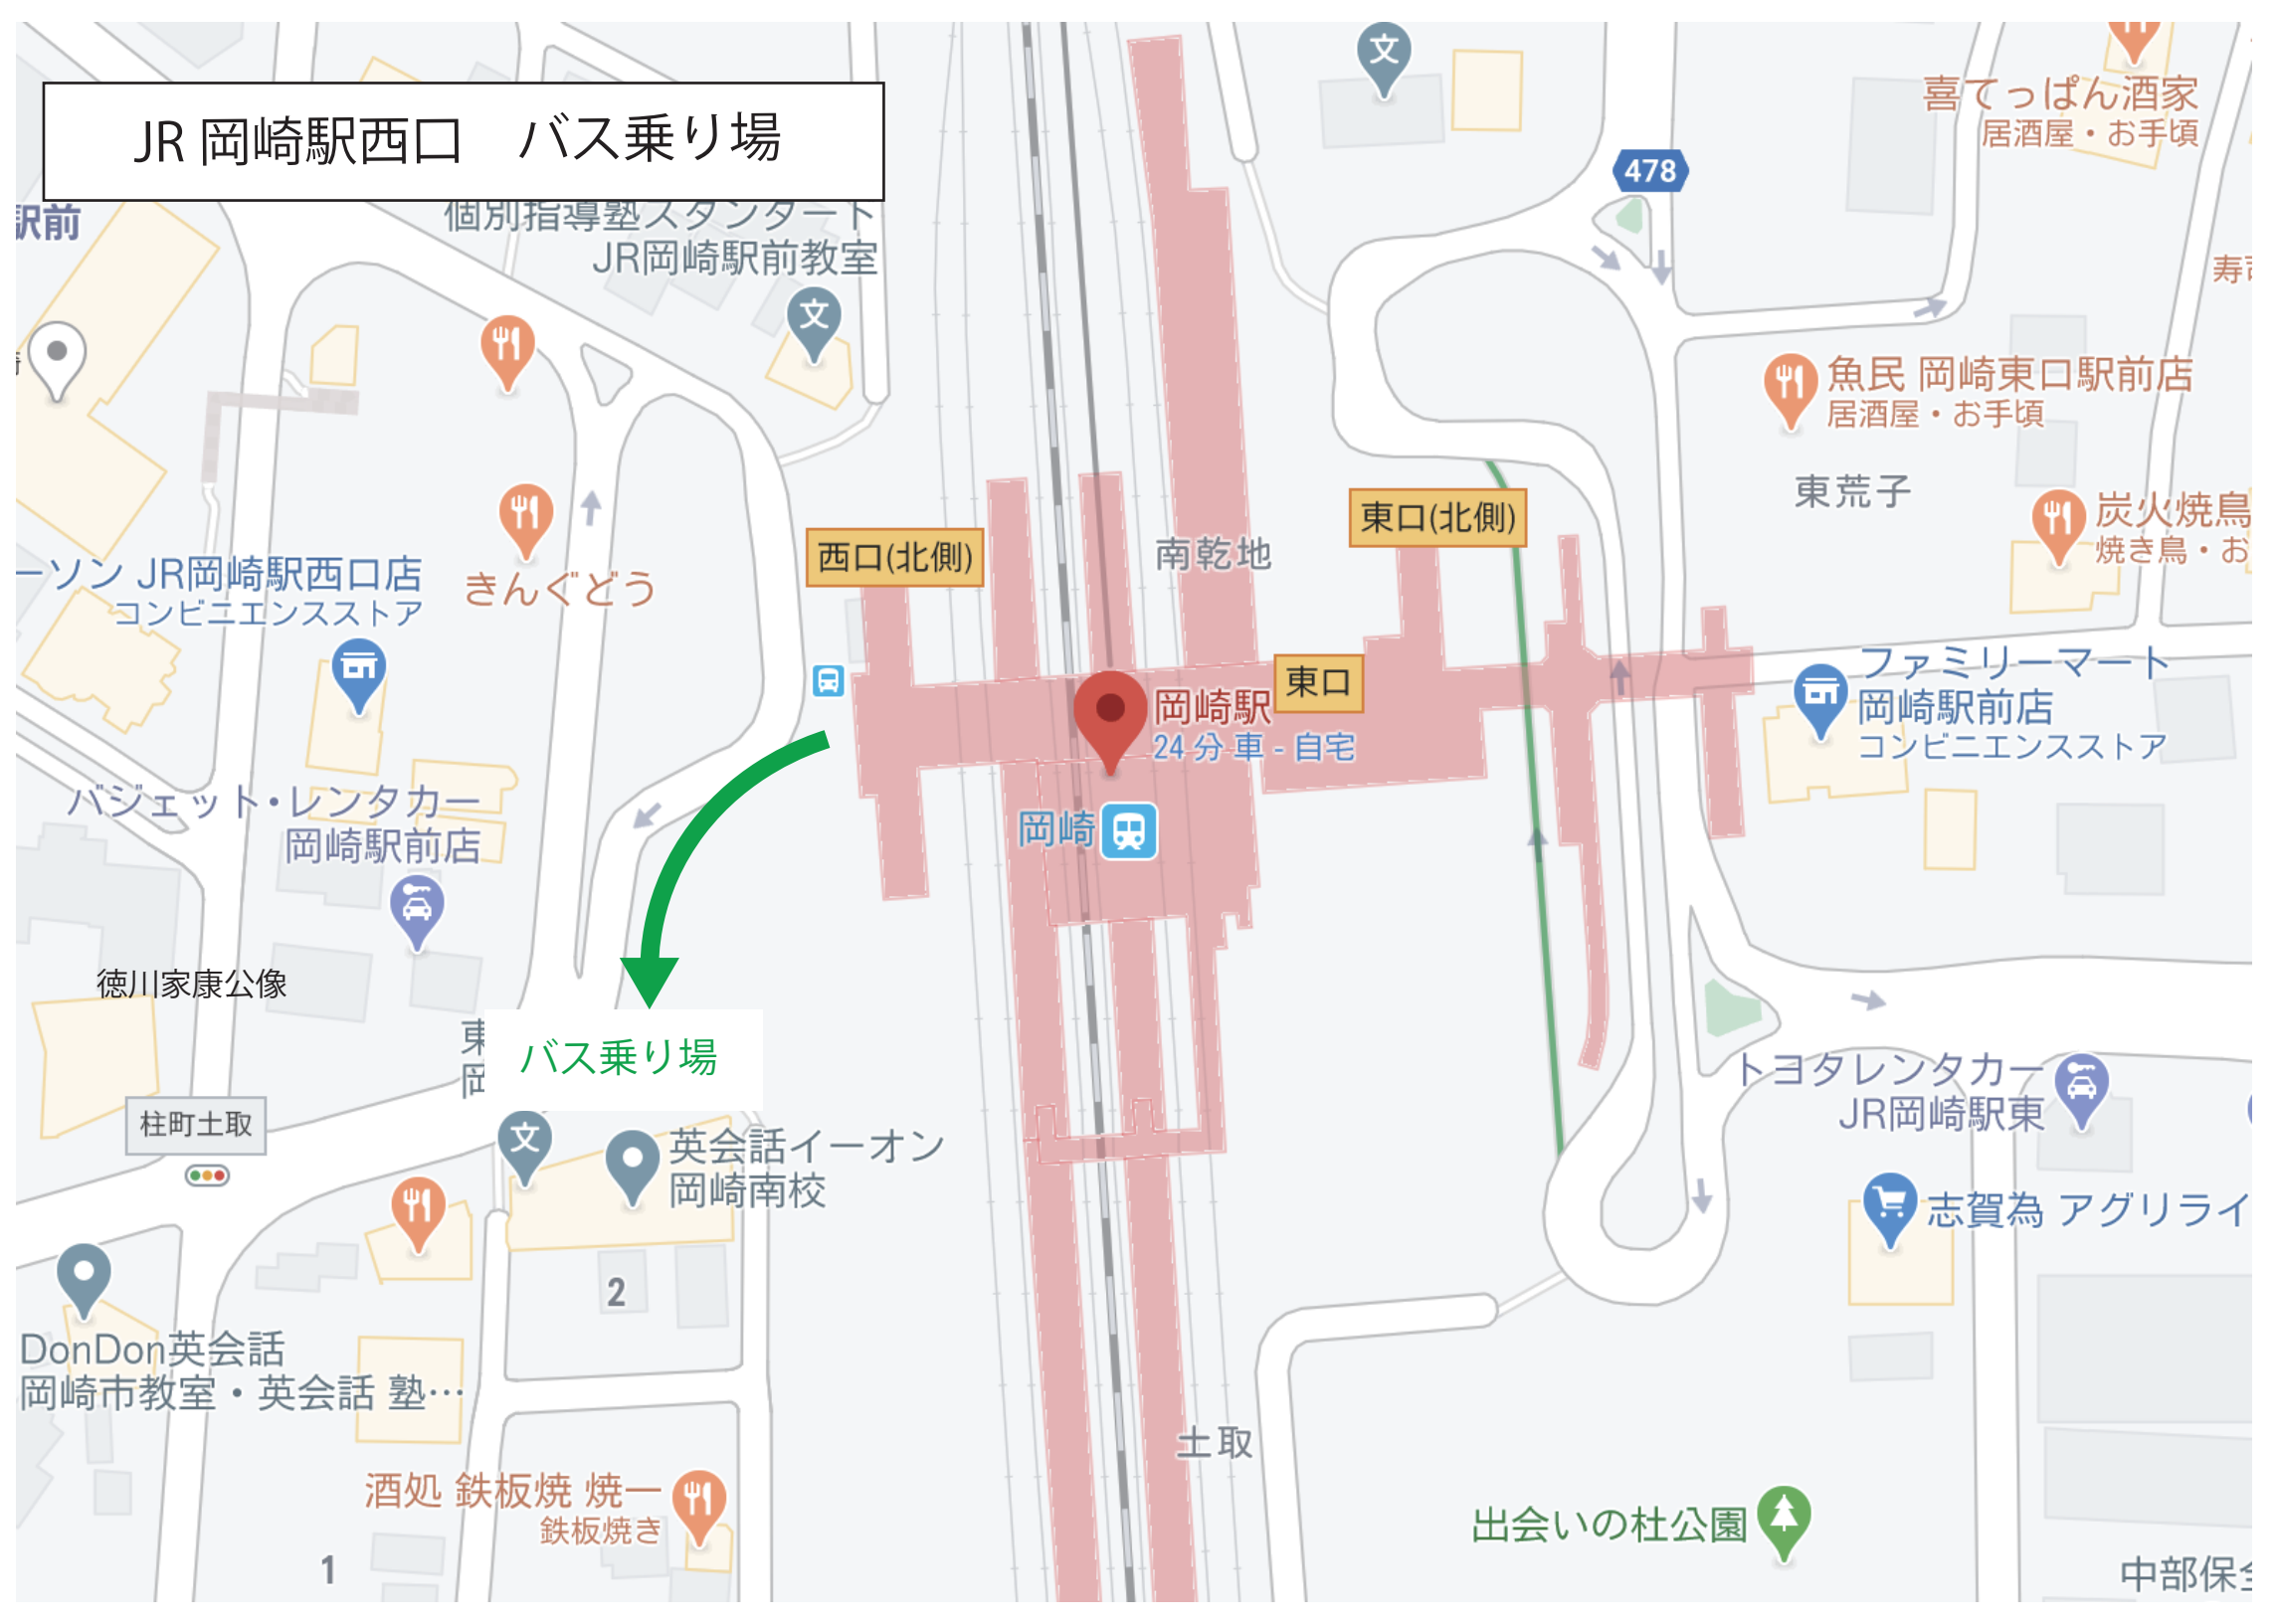 JR 岡崎駅西口　バス乗り場
駅前
個別指導塾スタンダート
JR岡崎駅前教室
478
喜てっぱん酒家
居酒屋・お手頃
魚民 岡崎東口駅前店
居酒屋・お手頃
東荒子
炭火焼鳥
焼き鳥・お
西口(北側)
南乾地
東口(北側)
ーソン JR岡崎駅西口店
コンビニエンスストア
きんぐどう
東口
岡崎駅
24 分 車 - 自宅
ファミリーマート
岡崎駅前店
コンビニエンスストア
バジェット・レンタカー
岡崎駅前店
岡崎
徳川家康公像
東
バス乗り場
トヨタレンタカー
JR岡崎駅東
柱町土取
英会話イーオン
岡崎南校
志賀為 アグリライ
2
DonDon英会話
岡崎市教室・英会話 塾…
土取
酒処 鉄板焼 焼一
鉄板焼き
出会いの杜公園
1
中部保全